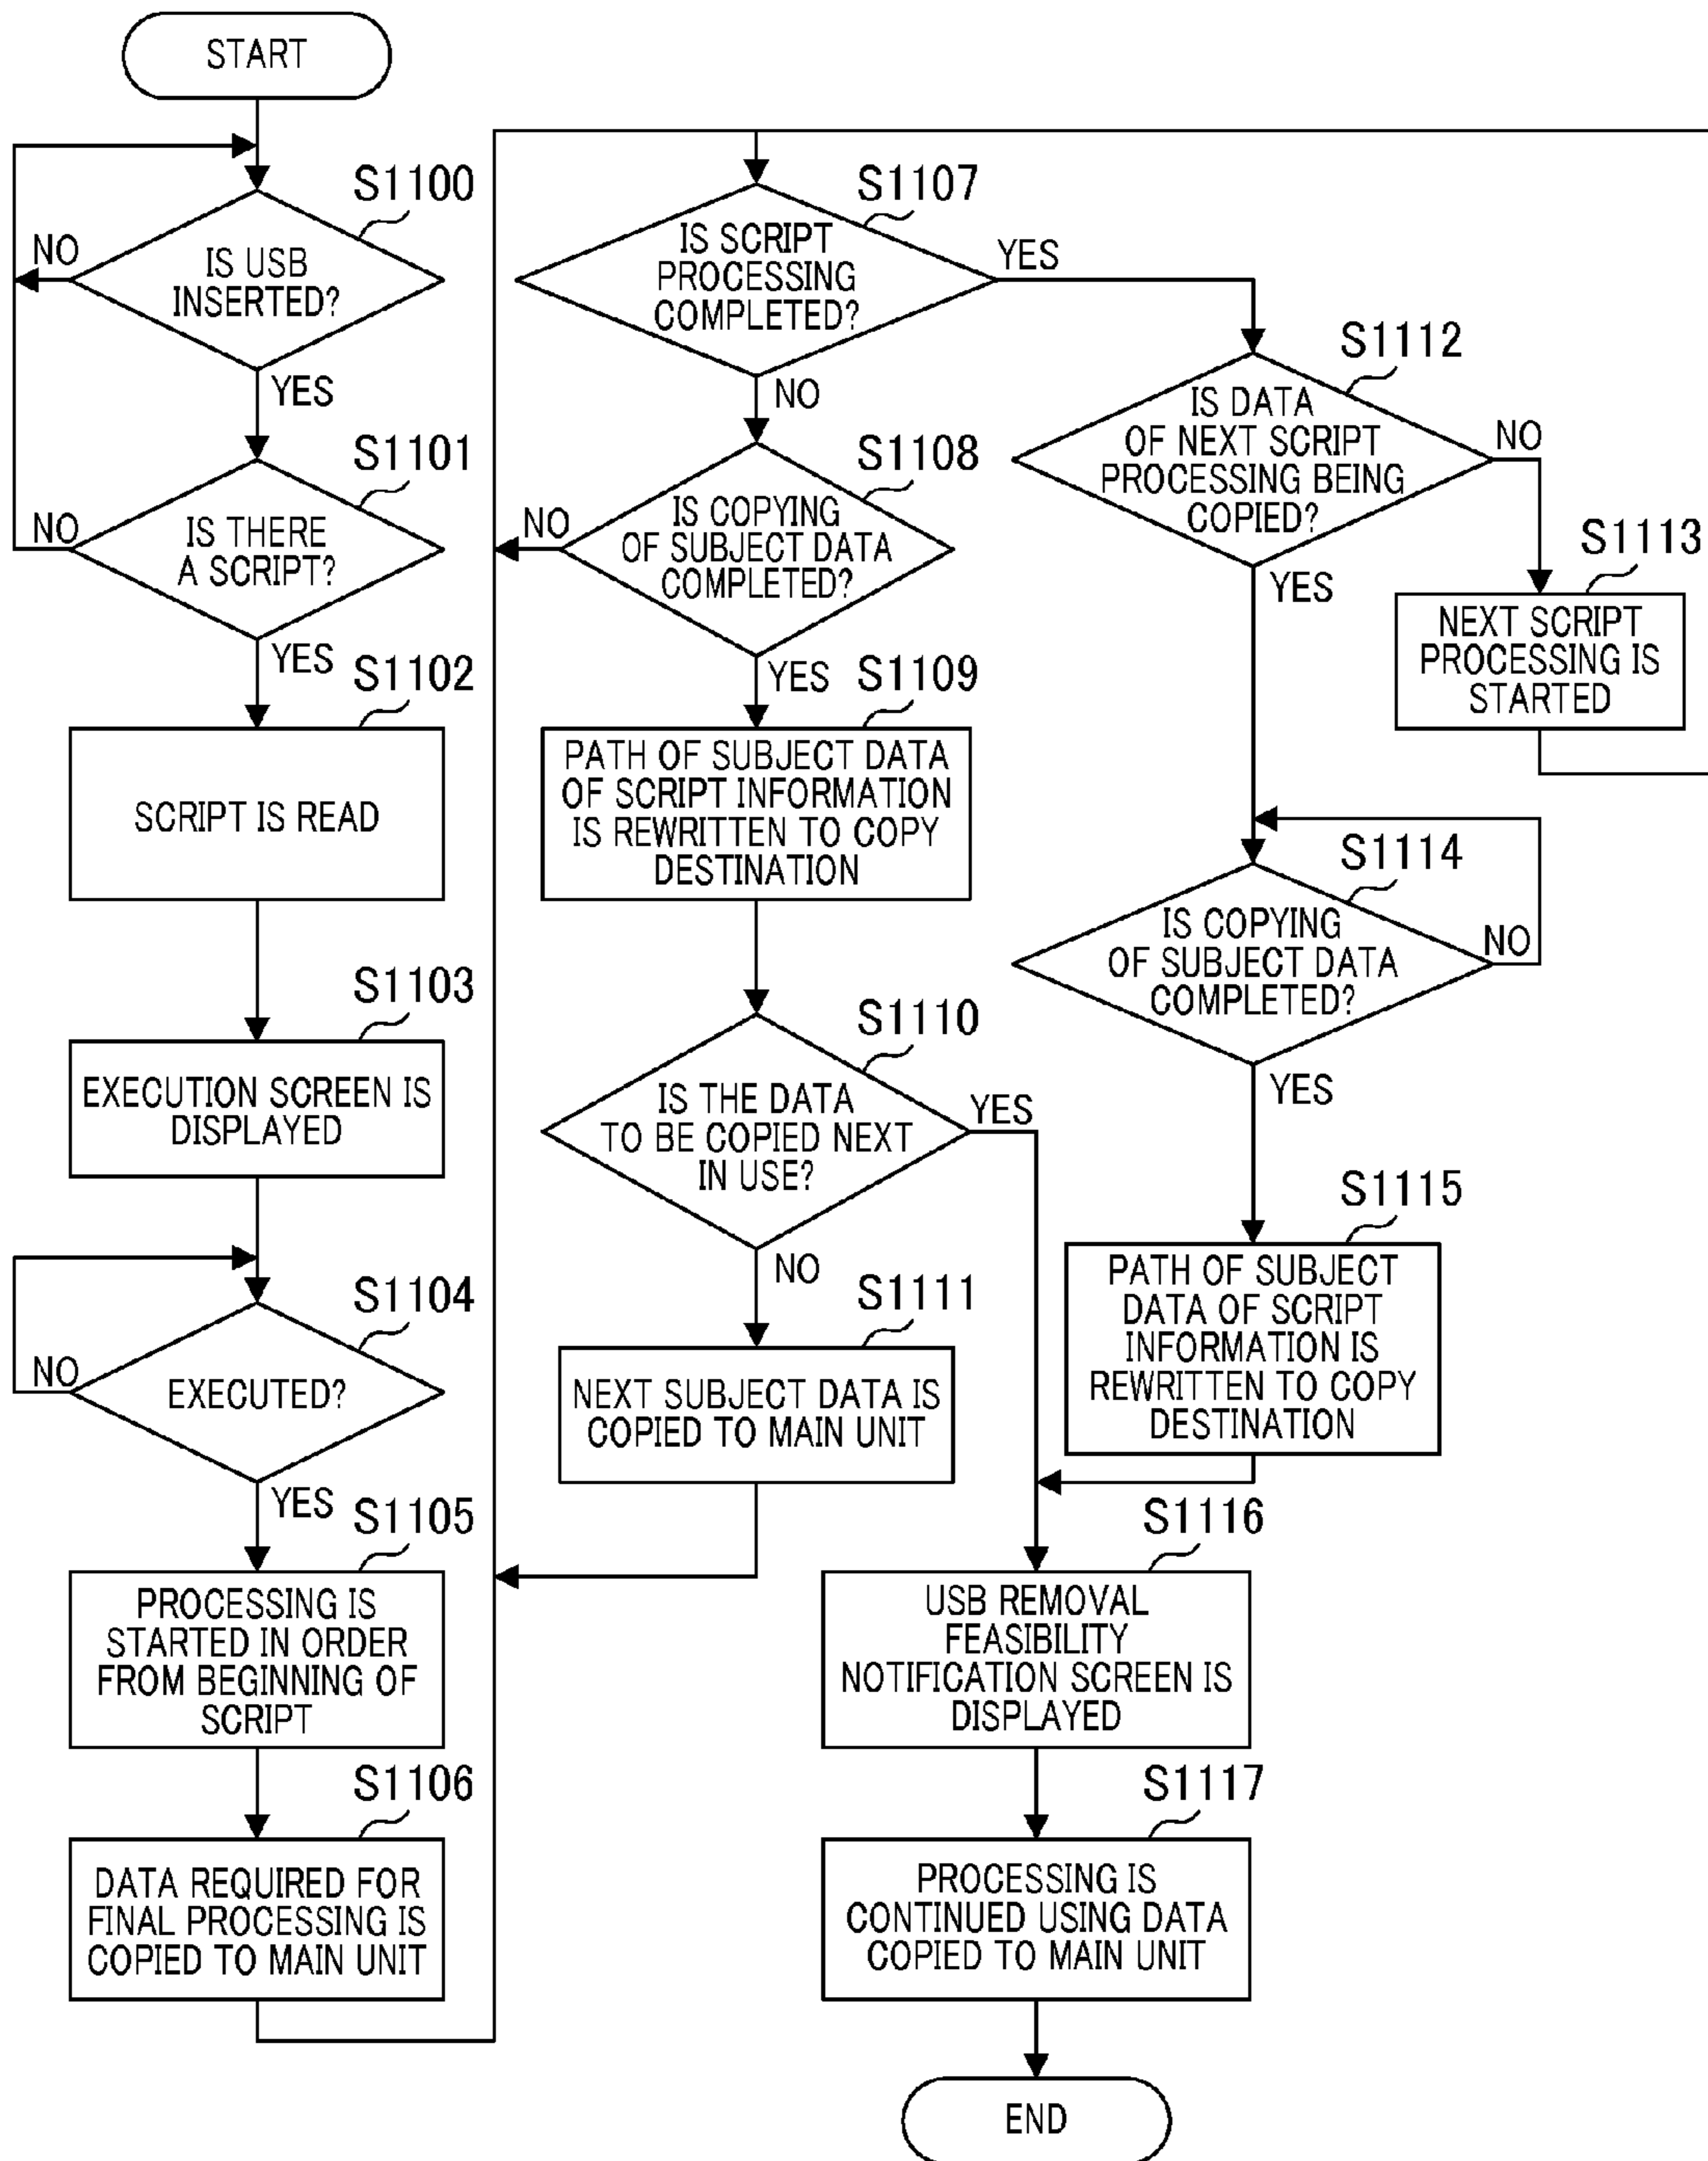 START
S1100
NO
IS USB
INSERTED?
YES
S1101
NO
IS THERE
A SCRIPT?
YES
S1102
SCRIPT IS READ
S1103
EXECUTION SCREEN IS
DISPLAYED
S1104
NO
EXECUTED?
YES
S1105
PROCESSING IS
STARTED IN ORDER
FROM BEGINNING OF
SCRIPT
S1106
DATA REQUIRED FOR
FINAL PROCESSING IS
COPIED TO MAIN UNIT
S1107
IS SCRIPT
PROCESSING
COMPLETED?
YES
NO
S1108
NO
IS COPYING
OF SUBJECT DATA
COMPLETED?
YES
S1109
PATH OF SUBJECT DATA
OF SCRIPT INFORMATION
IS REWRITTEN TO COPY
DESTINATION
S1110
IS THE DATA
TO BE COPIED NEXT
IN USE?
YES
NO
S1111
NEXT SUBJECT DATA IS
COPIED TO MAIN UNIT
S1112
IS DATA
OF NEXT SCRIPT
PROCESSING BEING
COPIED?
NO
YES
S1113
NEXT SCRIPT
PROCESSING IS
STARTED
S1114
IS COPYING
OF SUBJECT DATA
COMPLETED?
NO
YES
S1115
PATH OF SUBJECT
DATA OF SCRIPT
INFORMATION IS
REWRITTEN TO COPY
DESTINATION
S1116
USB REMOVAL
FEASIBILITY
NOTIFICATION SCREEN IS
DISPLAYED
S1117
PROCESSING IS
CONTINUED USING DATA
COPIED TO MAIN UNIT
END